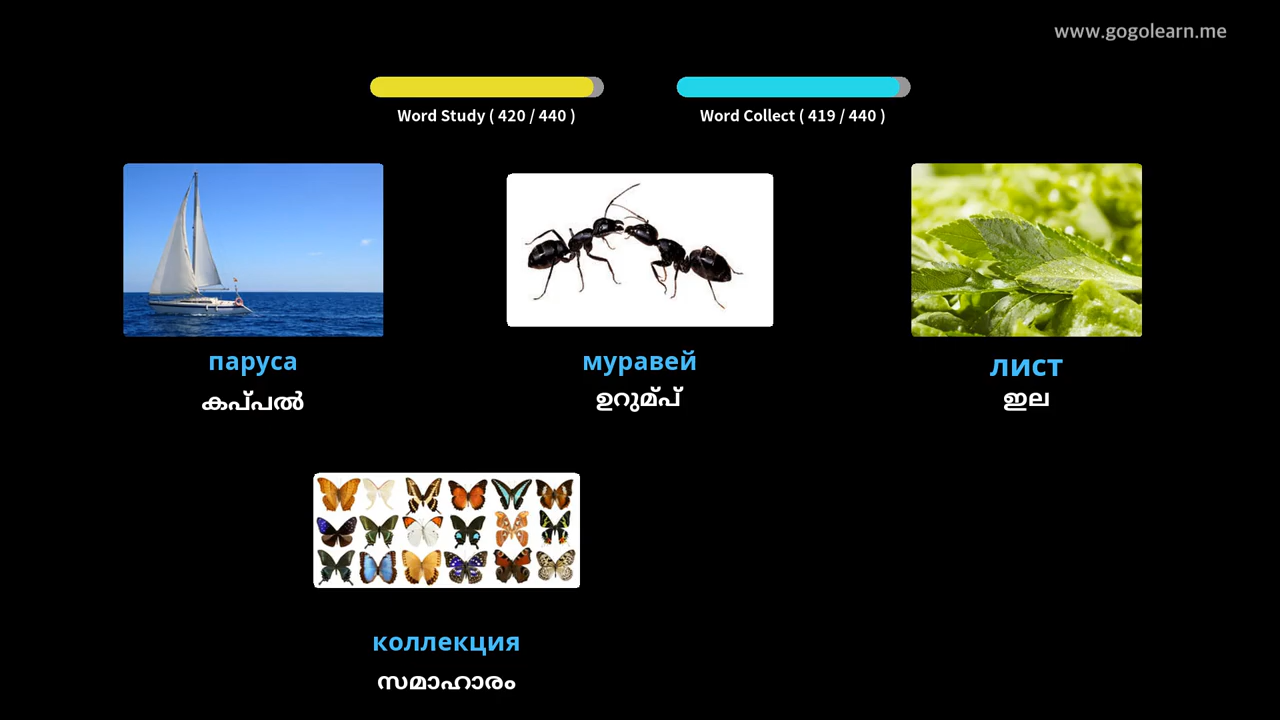 www.gogolearn.me
Word Study ( 420 / 440 )
Word Collect ( 419 / 440 )
паруса
കപ്പൽ
муравей
ഉറുമ്പ്
лист
ഇല
коллекция
സമാഹാരം